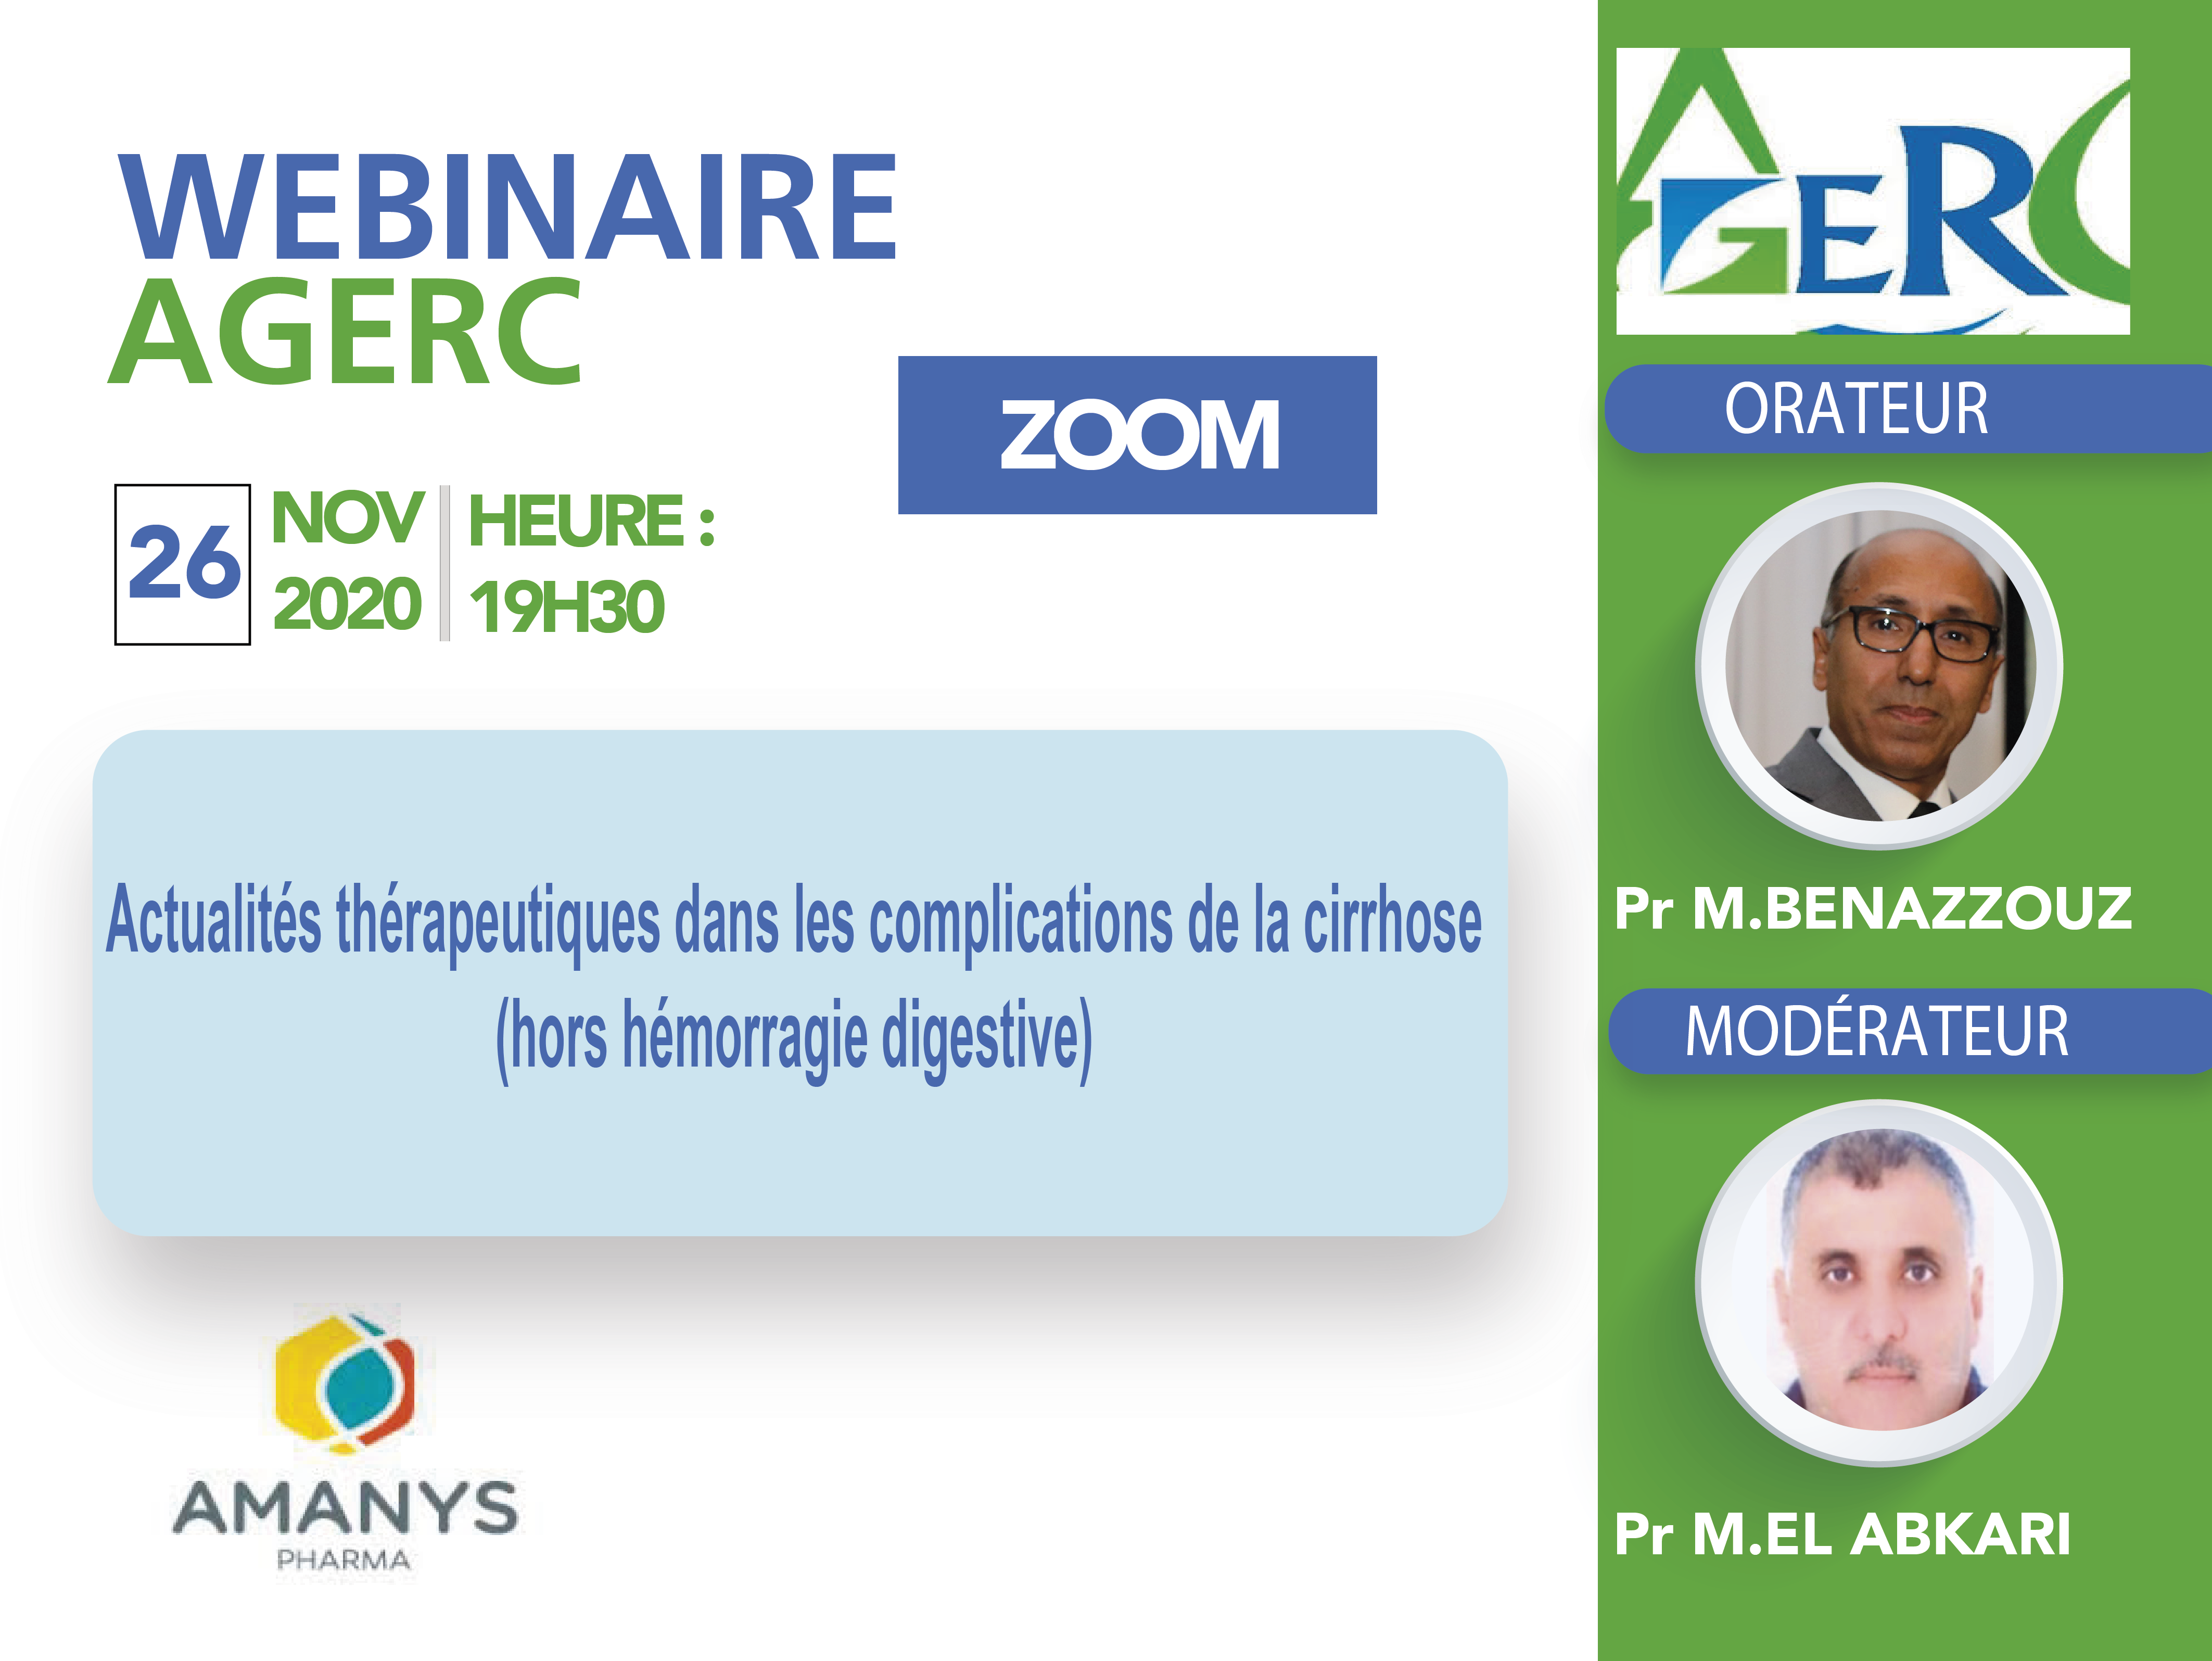 WEBINAIRE
AGERC
ZOOM
26
NOV
2020
HEURE :
19H30
Actualités thérapeutiques dans les complications de la cirrhose
(hors hémorragie digestive)
AMANYS
PHARMA
AGERC
ORATEUR
Pr M.BENAZZOUZ
MODÉRATEUR
Pr M.EL ABKARI